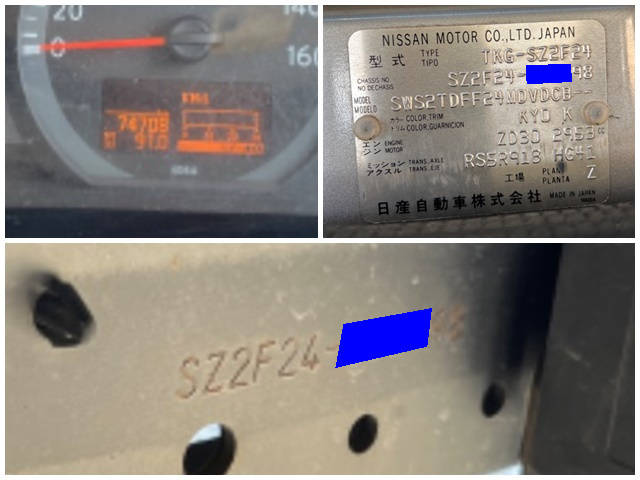 20
0
140
160
74708
91.0
NISSAN MOTOR CO.,LTD. JAPAN
型式 TYPE TIPO TKG-SZ2F24
CHASSIS NO NO DE CHASIS SZ2F24- 48
MODEL MODELO SWS2TDFF24NDVDCB--
カラー COLOR,TRIM トリム COLOR,GUARNICION KYO K
エンジン ENGINE MOTOR ZD30 2953cc
ミッション アクスル TRANS,AXLE TRANS,EJE RS5R91B HG41
工場 PLANT PLANTA Z
日産自動車株式会社 MADE IN JAPAN
SZ2F24- 48